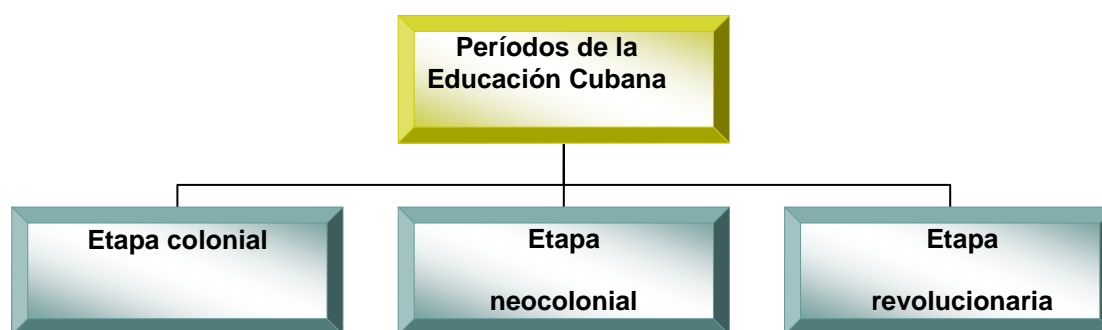 Períodos de la
Educación Cubana
Etapa colonial
Etapa
neocolonial
Etapa
revolucionaria